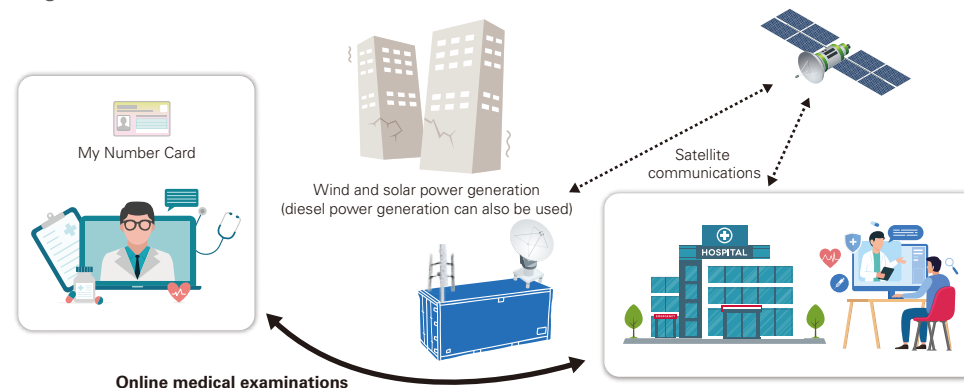 My Number Card
Wind and solar power generation
(diesel power generation can also be used)
Satellite
communications
HOSPITAL
EMERGENCY
Online medical examinations